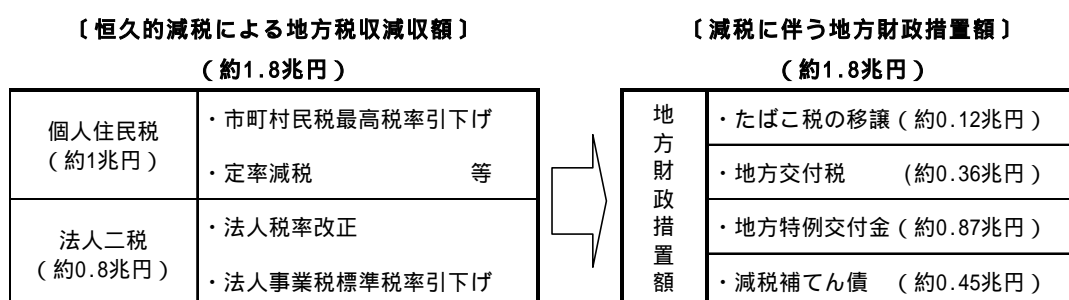 〔恒久的減税による地方税収減収額〕
(約1.8兆円)
個人住民税
(約1兆円)
・市町村民税最高税率引下げ
・定率減税 等
法人二税
(約0.8兆円)
・法人税率改正
・法人事業税標準税率引下げ
〔減税に伴う地方財政措置額〕
(約1.8兆円)
地方財政措置額
・たばこ税の移譲(約0.12兆円)
・地方交付税 (約0.36兆円)
・地方特例交付金(約0.87兆円)
・減税補てん債 (約0.45兆円)